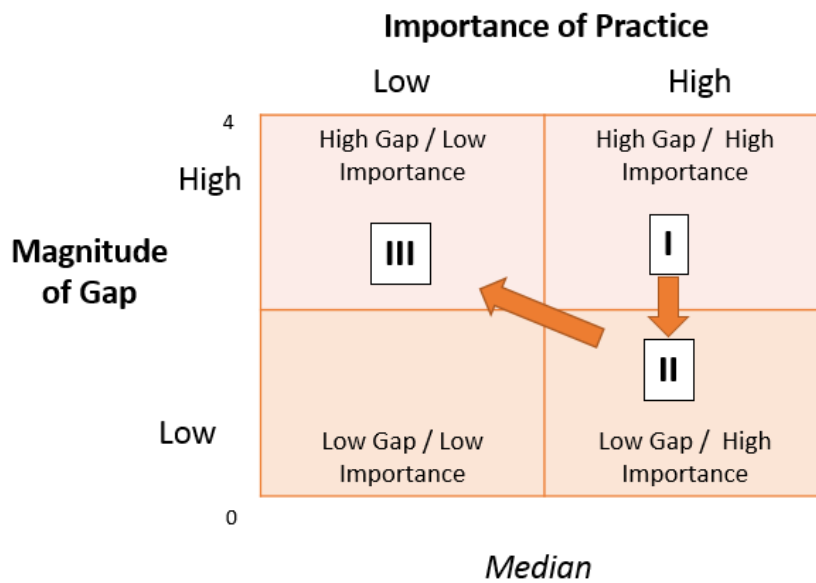 Importance of Practice
Low
High
4
High Gap / Low
Importance
High Gap /  High
Importance
High
III
I
Magnitude
of Gap
II
Low
Low Gap / Low
Importance
Low Gap /  High
Importance
0
Median